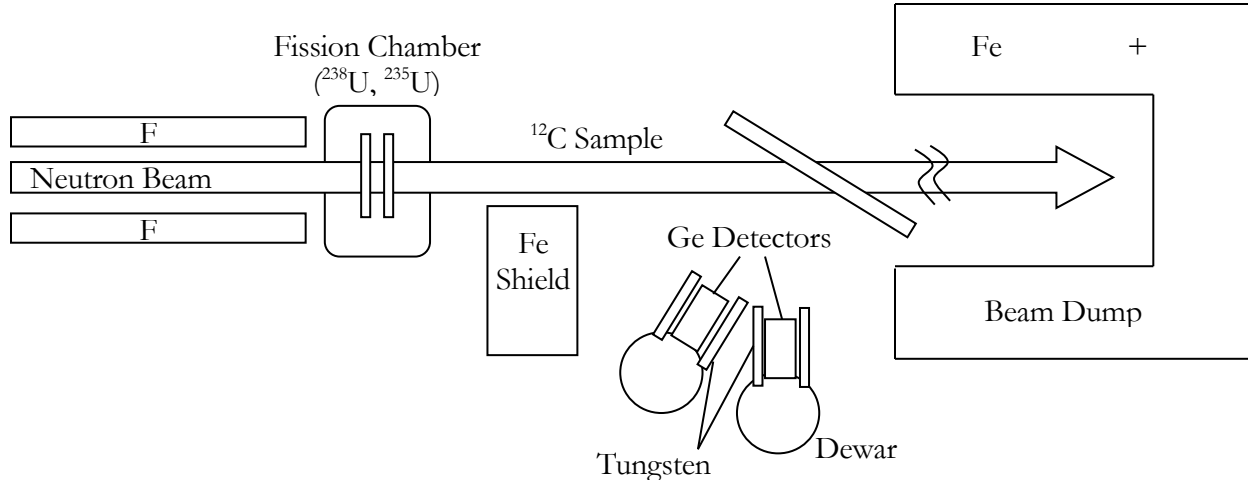 Fission Chamber
(²³⁸U, ²³⁵U)
F
Neutron Beam
F
¹²C Sample
Fe
Shield
Ge Detectors
Tungsten
Dewar
Fe +
Beam Dump